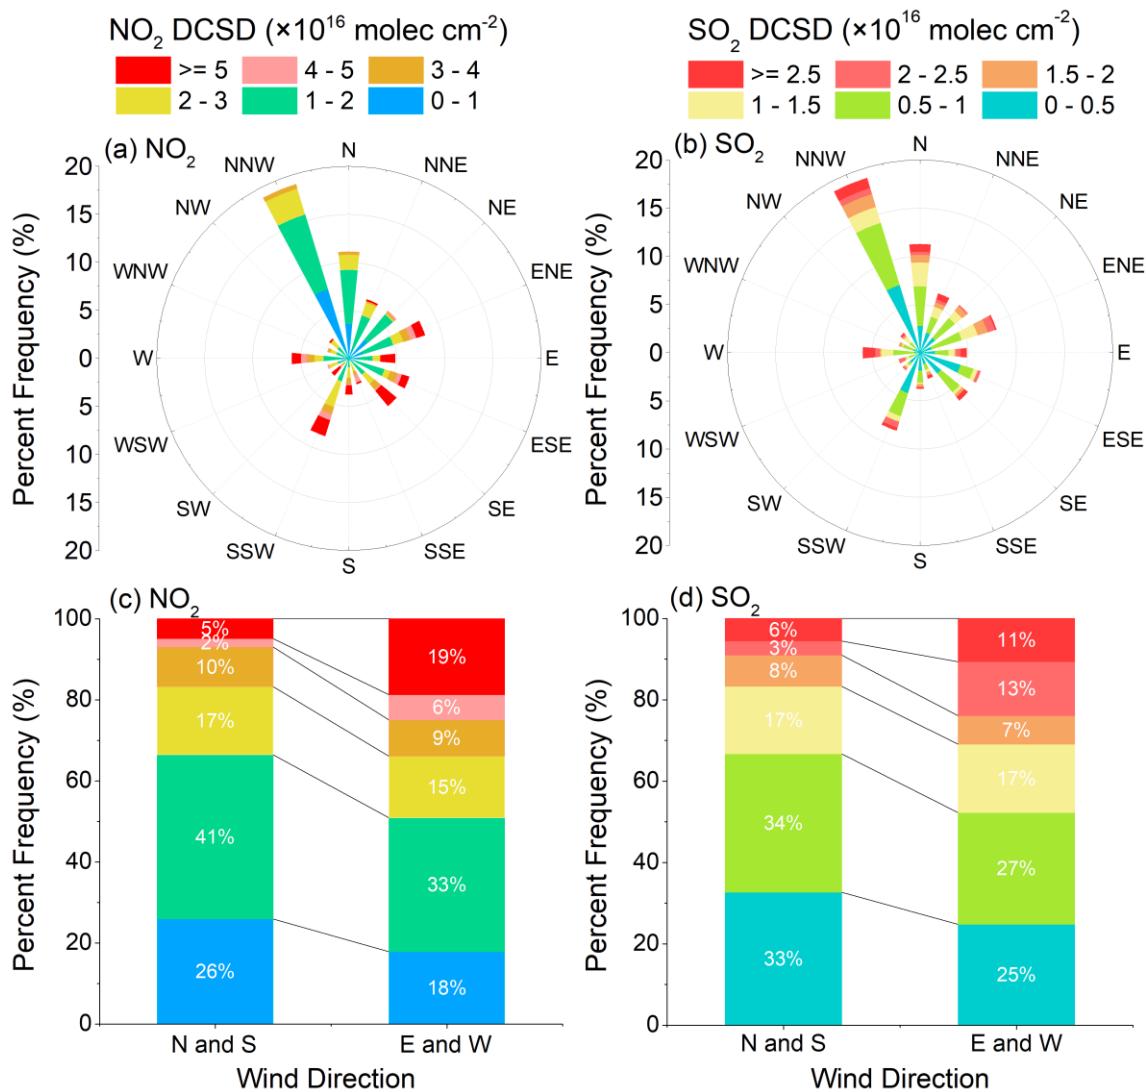 NO₂ DCSD (×10¹⁶ molec cm⁻²)
>= 5 4 - 5 3 - 4
2 - 3 1 - 2 0 - 1
SO₂ DCSD (×10¹⁶ molec cm⁻²)
>= 2.5 2 - 2.5 1.5 - 2
1 - 1.5 0.5 - 1 0 - 0.5
(a) NO₂
Percent Frequency (%)
20
15
10
5
0
5
10
15
20
N
NNE
NE
ENE
E
ESE
SE
SSE
S
SSW
SW
WSW
W
WNW
NW
NNW
(b) SO₂
Percent Frequency (%)
20
15
10
5
0
5
10
15
20
N
NNE
NE
ENE
E
ESE
SE
SSE
S
SSW
SW
WSW
W
WNW
NW
NNW
(c) NO₂
Percent Frequency (%)
100
80
60
40
20
0
5%
2%
10%
17%
41%
26%
19%
6%
9%
15%
33%
18%
N and S E and W
Wind Direction
(d) SO₂
Percent Frequency (%)
100
80
60
40
20
0
6%
3%
8%
17%
34%
33%
11%
13%
7%
17%
27%
25%
N and S E and W
Wind Direction